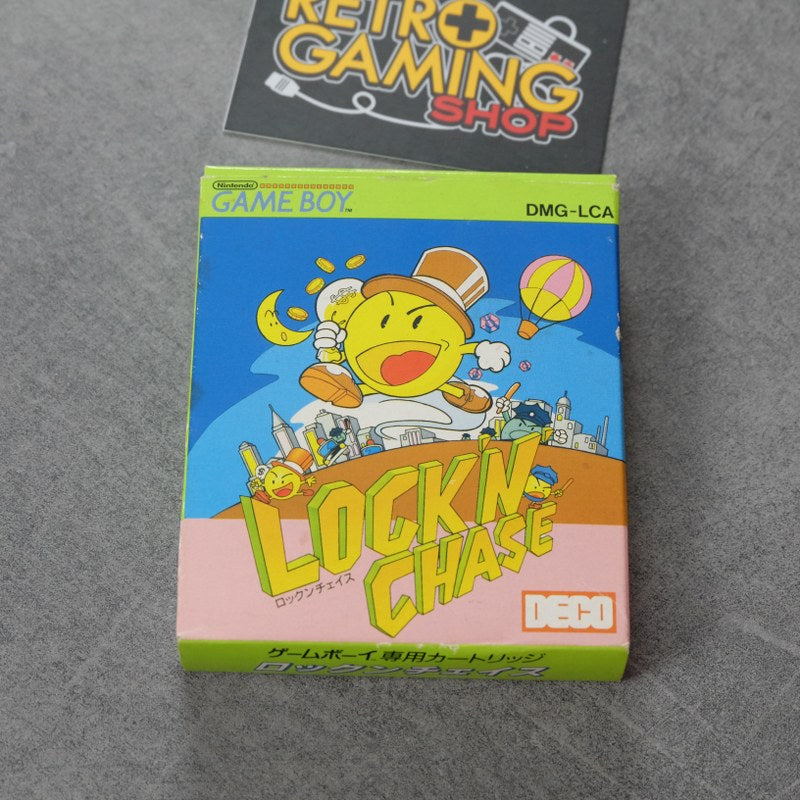 RETRO
GAMING
SHOP
Nintendo
GAME BOY™
DMG-LCA
LOCK'N
CHASE
ロックンチェイス
DECO
ゲームボーイ専用カートリッジ
ロックンチェイス